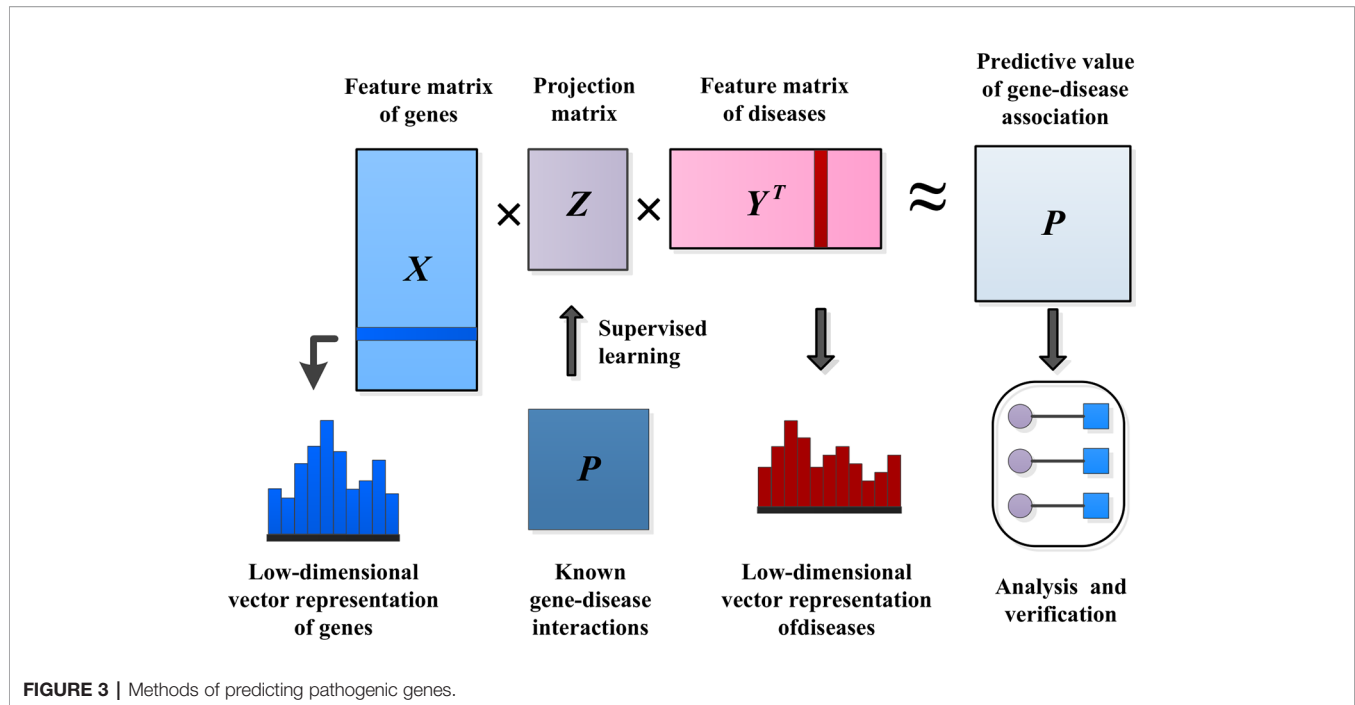 Feature matrix
of genes
Projection
matrix
Feature matrix
of diseases
Predictive value
of gene-disease
association
X
×
Z
×
Y^T
≈
P
Supervised
learning
P
Low-dimensional
vector representation
of genes
Known
gene-disease
interactions
Low-dimensional
vector representation
ofdiseases
Analysis and
verification
FIGURE 3 | Methods of predicting pathogenic genes.